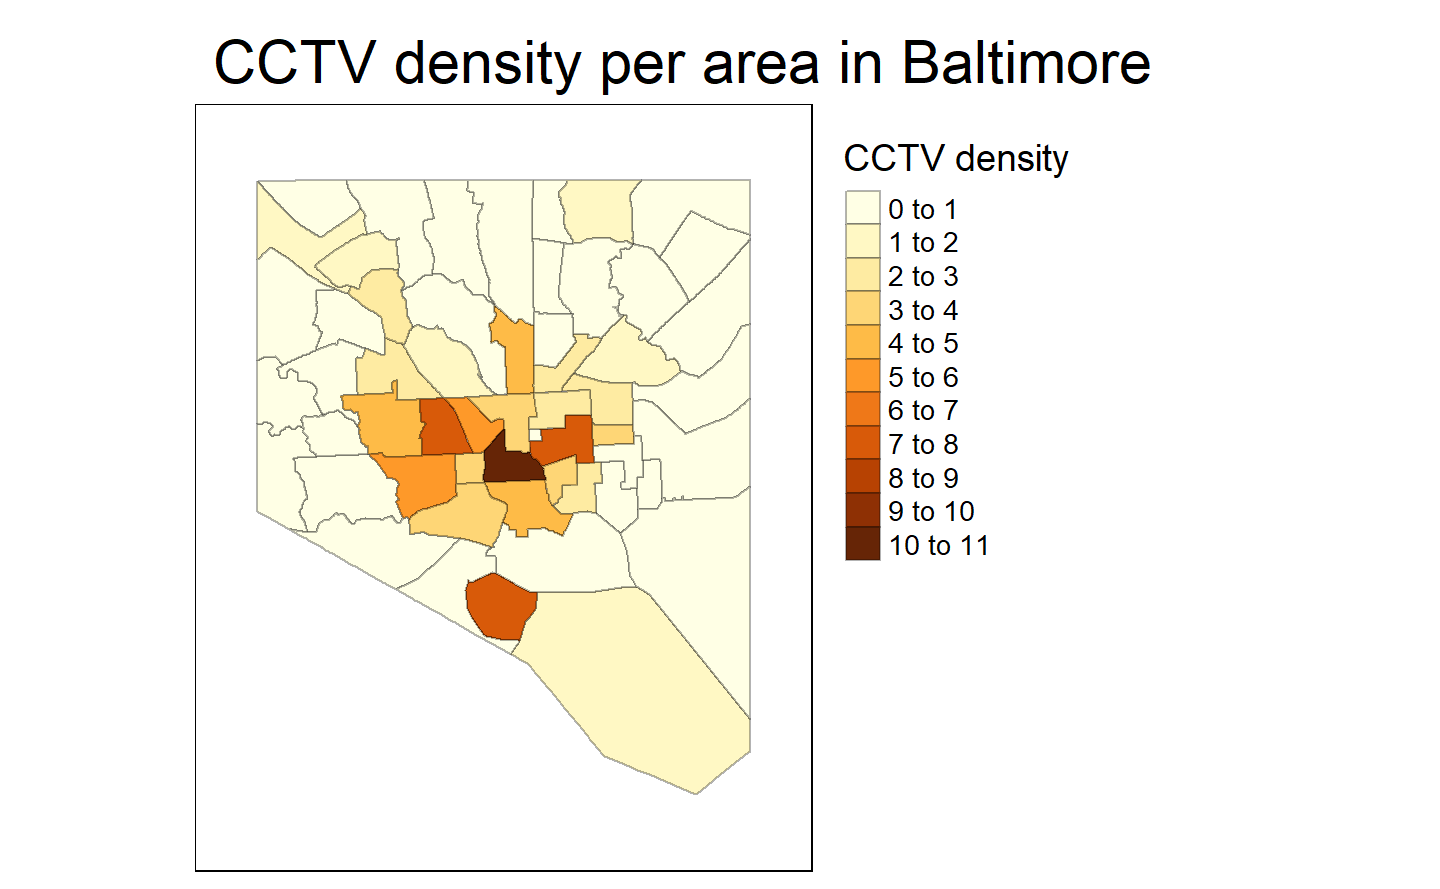 CCTV density per area in Baltimore
CCTV density
0 to 1
1 to 2
2 to 3
3 to 4
4 to 5
5 to 6
6 to 7
7 to 8
8 to 9
9 to 10
10 to 11